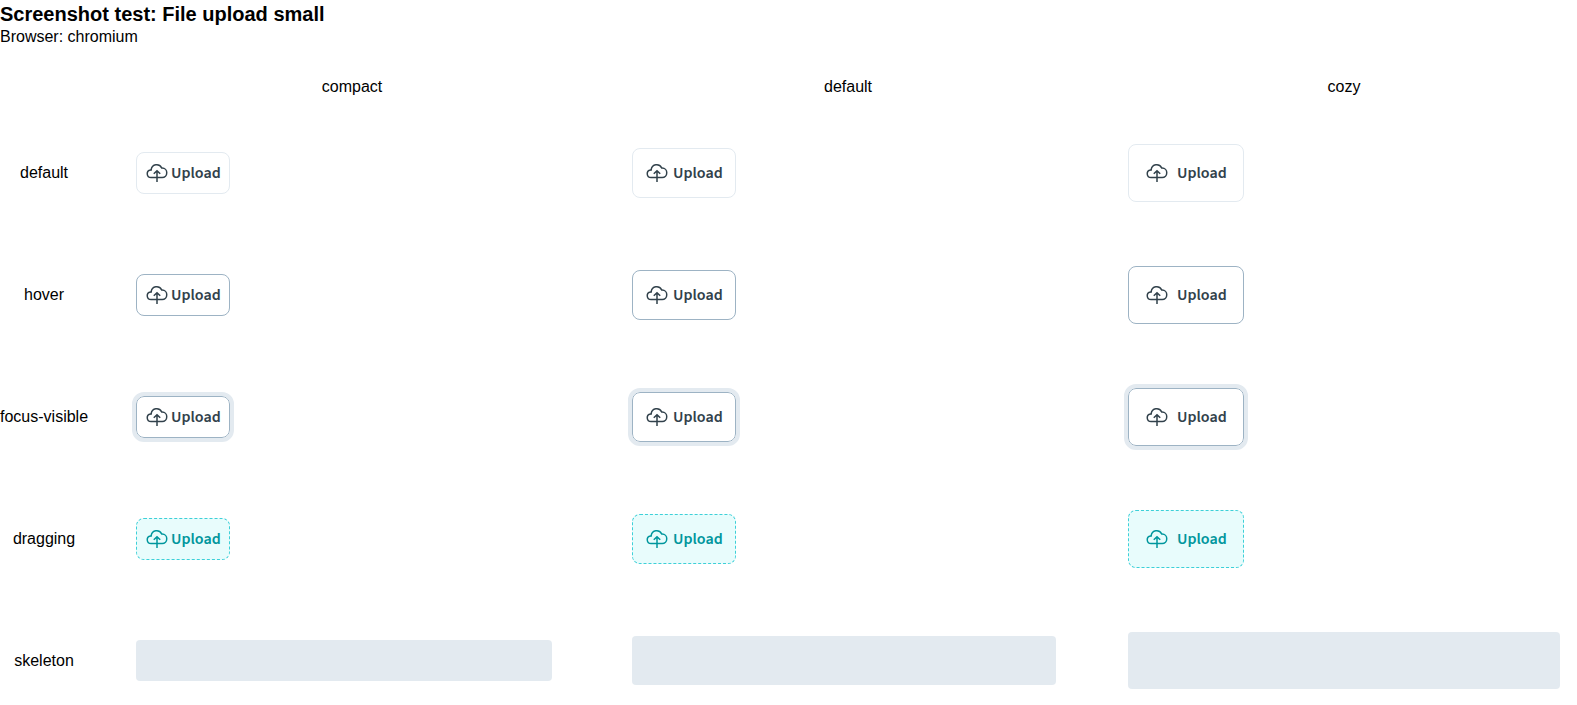 Screenshot test: File upload small
Browser: chromium
compact default cozy
default Upload Upload Upload
hover Upload Upload Upload
focus-visible Upload Upload Upload
dragging Upload Upload Upload
skeleton